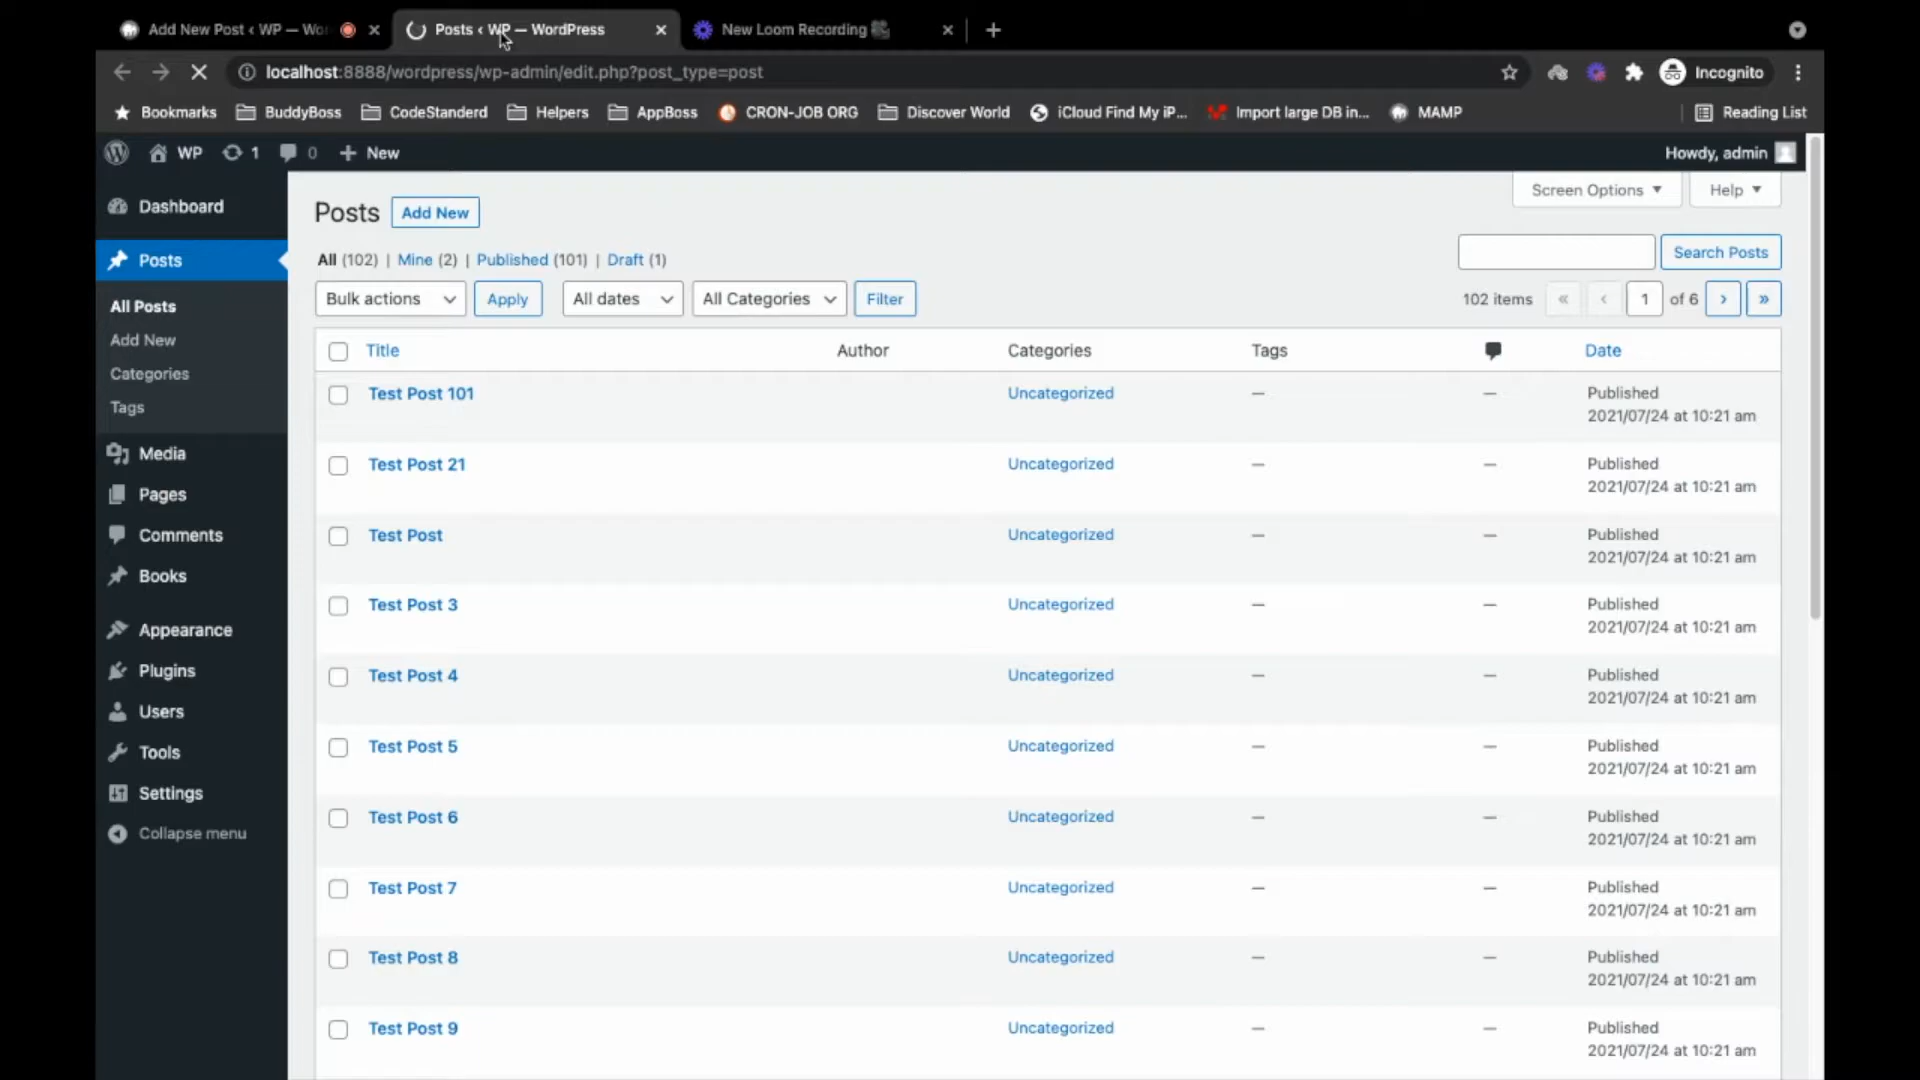 Add New Post ‹ WP — Wor
Posts ‹ WP — WordPress
New Loom Recording
localhost:8888/wordpress/wp-admin/edit.php?post_type=post
Incognito
Bookmarks
BuddyBoss
CodeStanderd
Helpers
AppBoss
CRON-JOB ORG
Discover World
iCloud Find My iP...
Import large DB in...
MAMP
Reading List
WP
1
0
New
Howdy, admin
Dashboard
Posts
All Posts
Add New
Categories
Tags
Media
Pages
Comments
Books
Appearance
Plugins
Users
Tools
Settings
Collapse menu
Screen Options
Help
Posts
Add New
All (102) | Mine (2) | Published (101) | Draft (1)
Search Posts
Bulk actions
Apply
All dates
All Categories
Filter
102 items
«
‹
1
of 6
›
»
Title
Author
Categories
Tags
Date
Test Post 101
Uncategorized
—
—
Published
2021/07/24 at 10:21 am
Test Post 21
Uncategorized
—
—
Published
2021/07/24 at 10:21 am
Test Post
Uncategorized
—
—
Published
2021/07/24 at 10:21 am
Test Post 3
Uncategorized
—
—
Published
2021/07/24 at 10:21 am
Test Post 4
Uncategorized
—
—
Published
2021/07/24 at 10:21 am
Test Post 5
Uncategorized
—
—
Published
2021/07/24 at 10:21 am
Test Post 6
Uncategorized
—
—
Published
2021/07/24 at 10:21 am
Test Post 7
Uncategorized
—
—
Published
2021/07/24 at 10:21 am
Test Post 8
Uncategorized
—
—
Published
2021/07/24 at 10:21 am
Test Post 9
Uncategorized
—
—
Published
2021/07/24 at 10:21 am